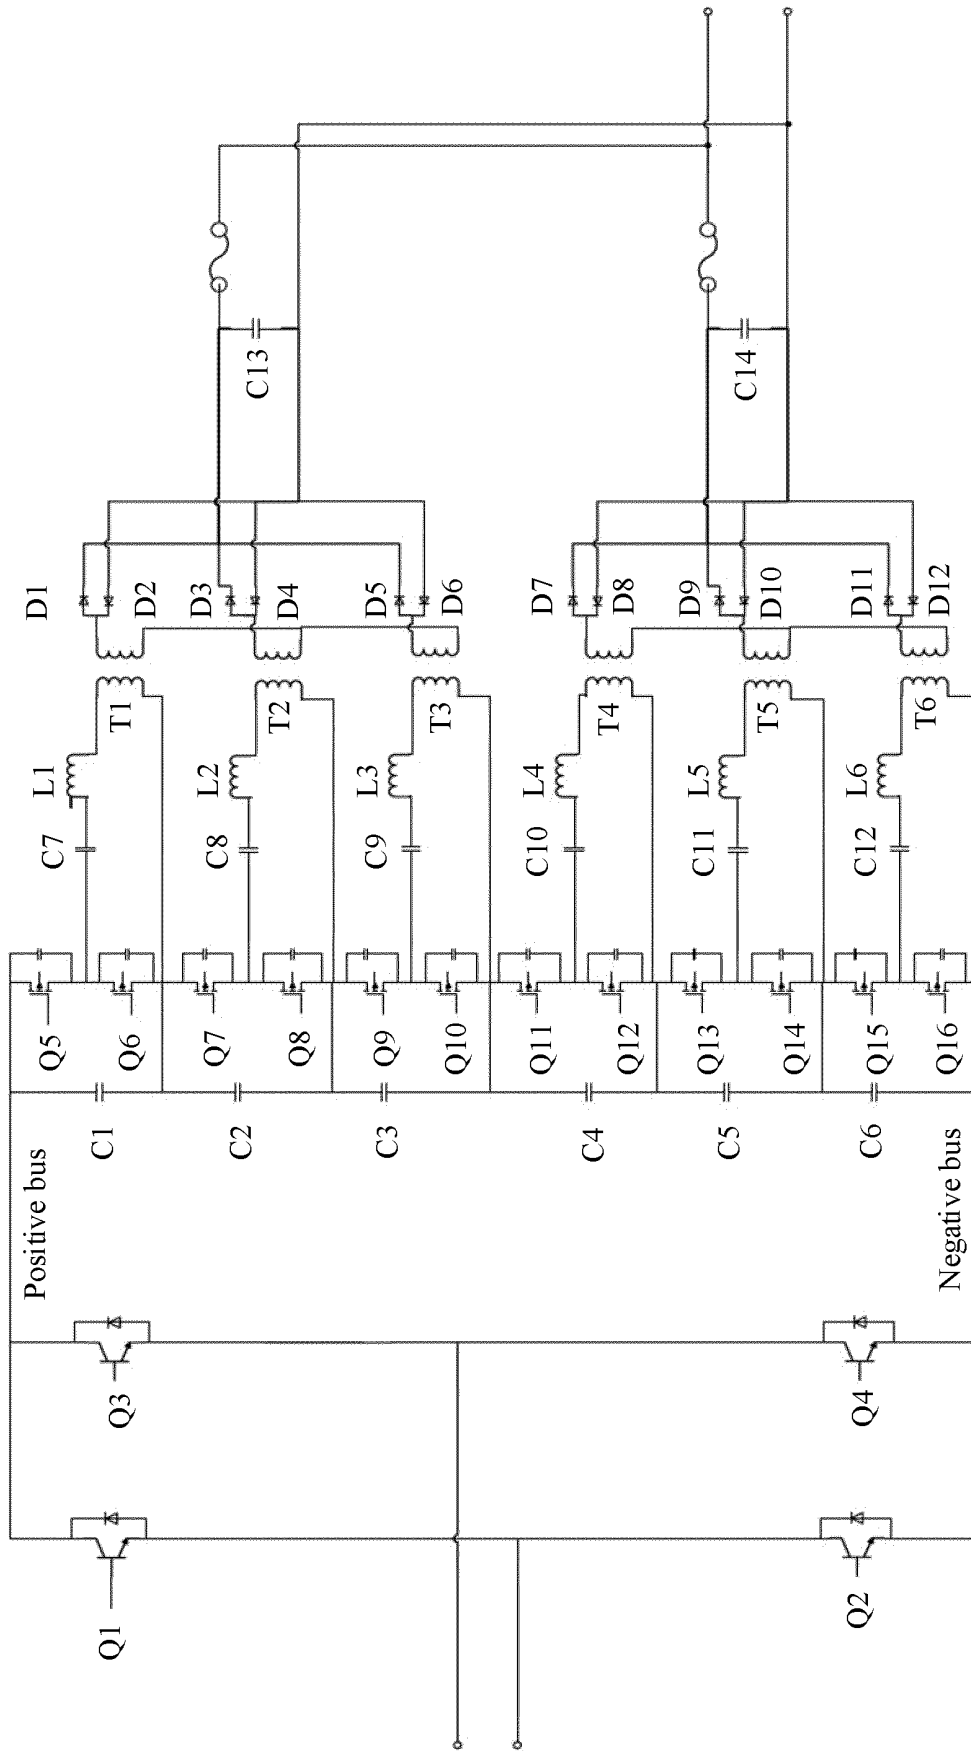 D1
D2
D3
D4
D5
D6
D7
D8
D9
D10
D11
D12
C13
C14
T1
T2
T3
T4
T5
T6
L1
L2
L3
L4
L5
L6
C7
C8
C9
C10
C11
C12
Q5
Q6
Q7
Q8
Q9
Q10
Q11
Q12
Q13
Q14
Q15
Q16
C1
C2
C3
C4
C5
C6
Positive bus
Negative bus
Q3
Q4
Q1
Q2